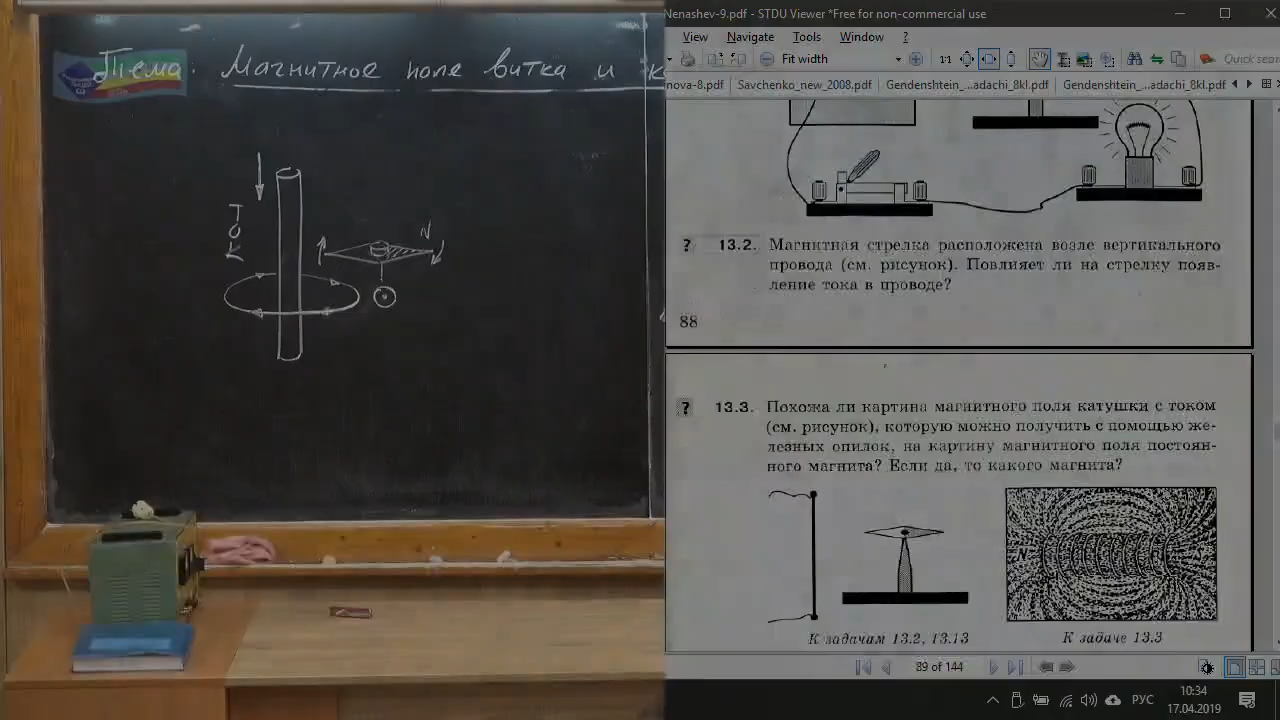 Тема: Магнитное поле витка и
КОТ
N
Nenashev-9.pdf - STDU Viewer *Free for non-commercial use
View Navigate Tools Window ?
Fit width 1:1 Quick sear
nova-8.pdf Savchenko_new_2008.pdf Gendenshtein_...adachi_8kl.pdf Gendenshtein_...adachi_8kl.pdf
? 13.2. Магнитная стрелка расположена возле вертикального
провода (см. рисунок). Повлияет ли на стрелку появ-
ление тока в проводе?
88
? 13.3. Похожа ли картина магнитного поля катушки с током
(см. рисунок), которую можно получить с помощью же-
лезных опилок, на картину магнитного поля постоян-
ного магнита? Если да, то какого магнита?
К задачам 13.2, 13.13 К задаче 13.3
89 of 144
РУС 10:34
17.04.2019